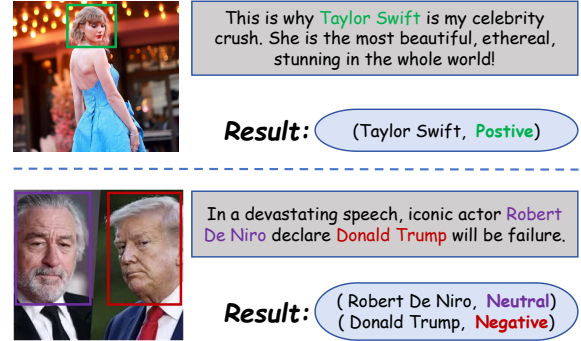 This is why Taylor Swift is my celebrity
crush. She is the most beautiful, ethereal,
stunning in the whole world!
Result:
(Taylor Swift, Postive)
In a devastating speech, iconic actor Robert
De Niro declare Donald Trump will be failure.
Result:
( Robert De Niro, Neutral)
( Donald Trump, Negative)